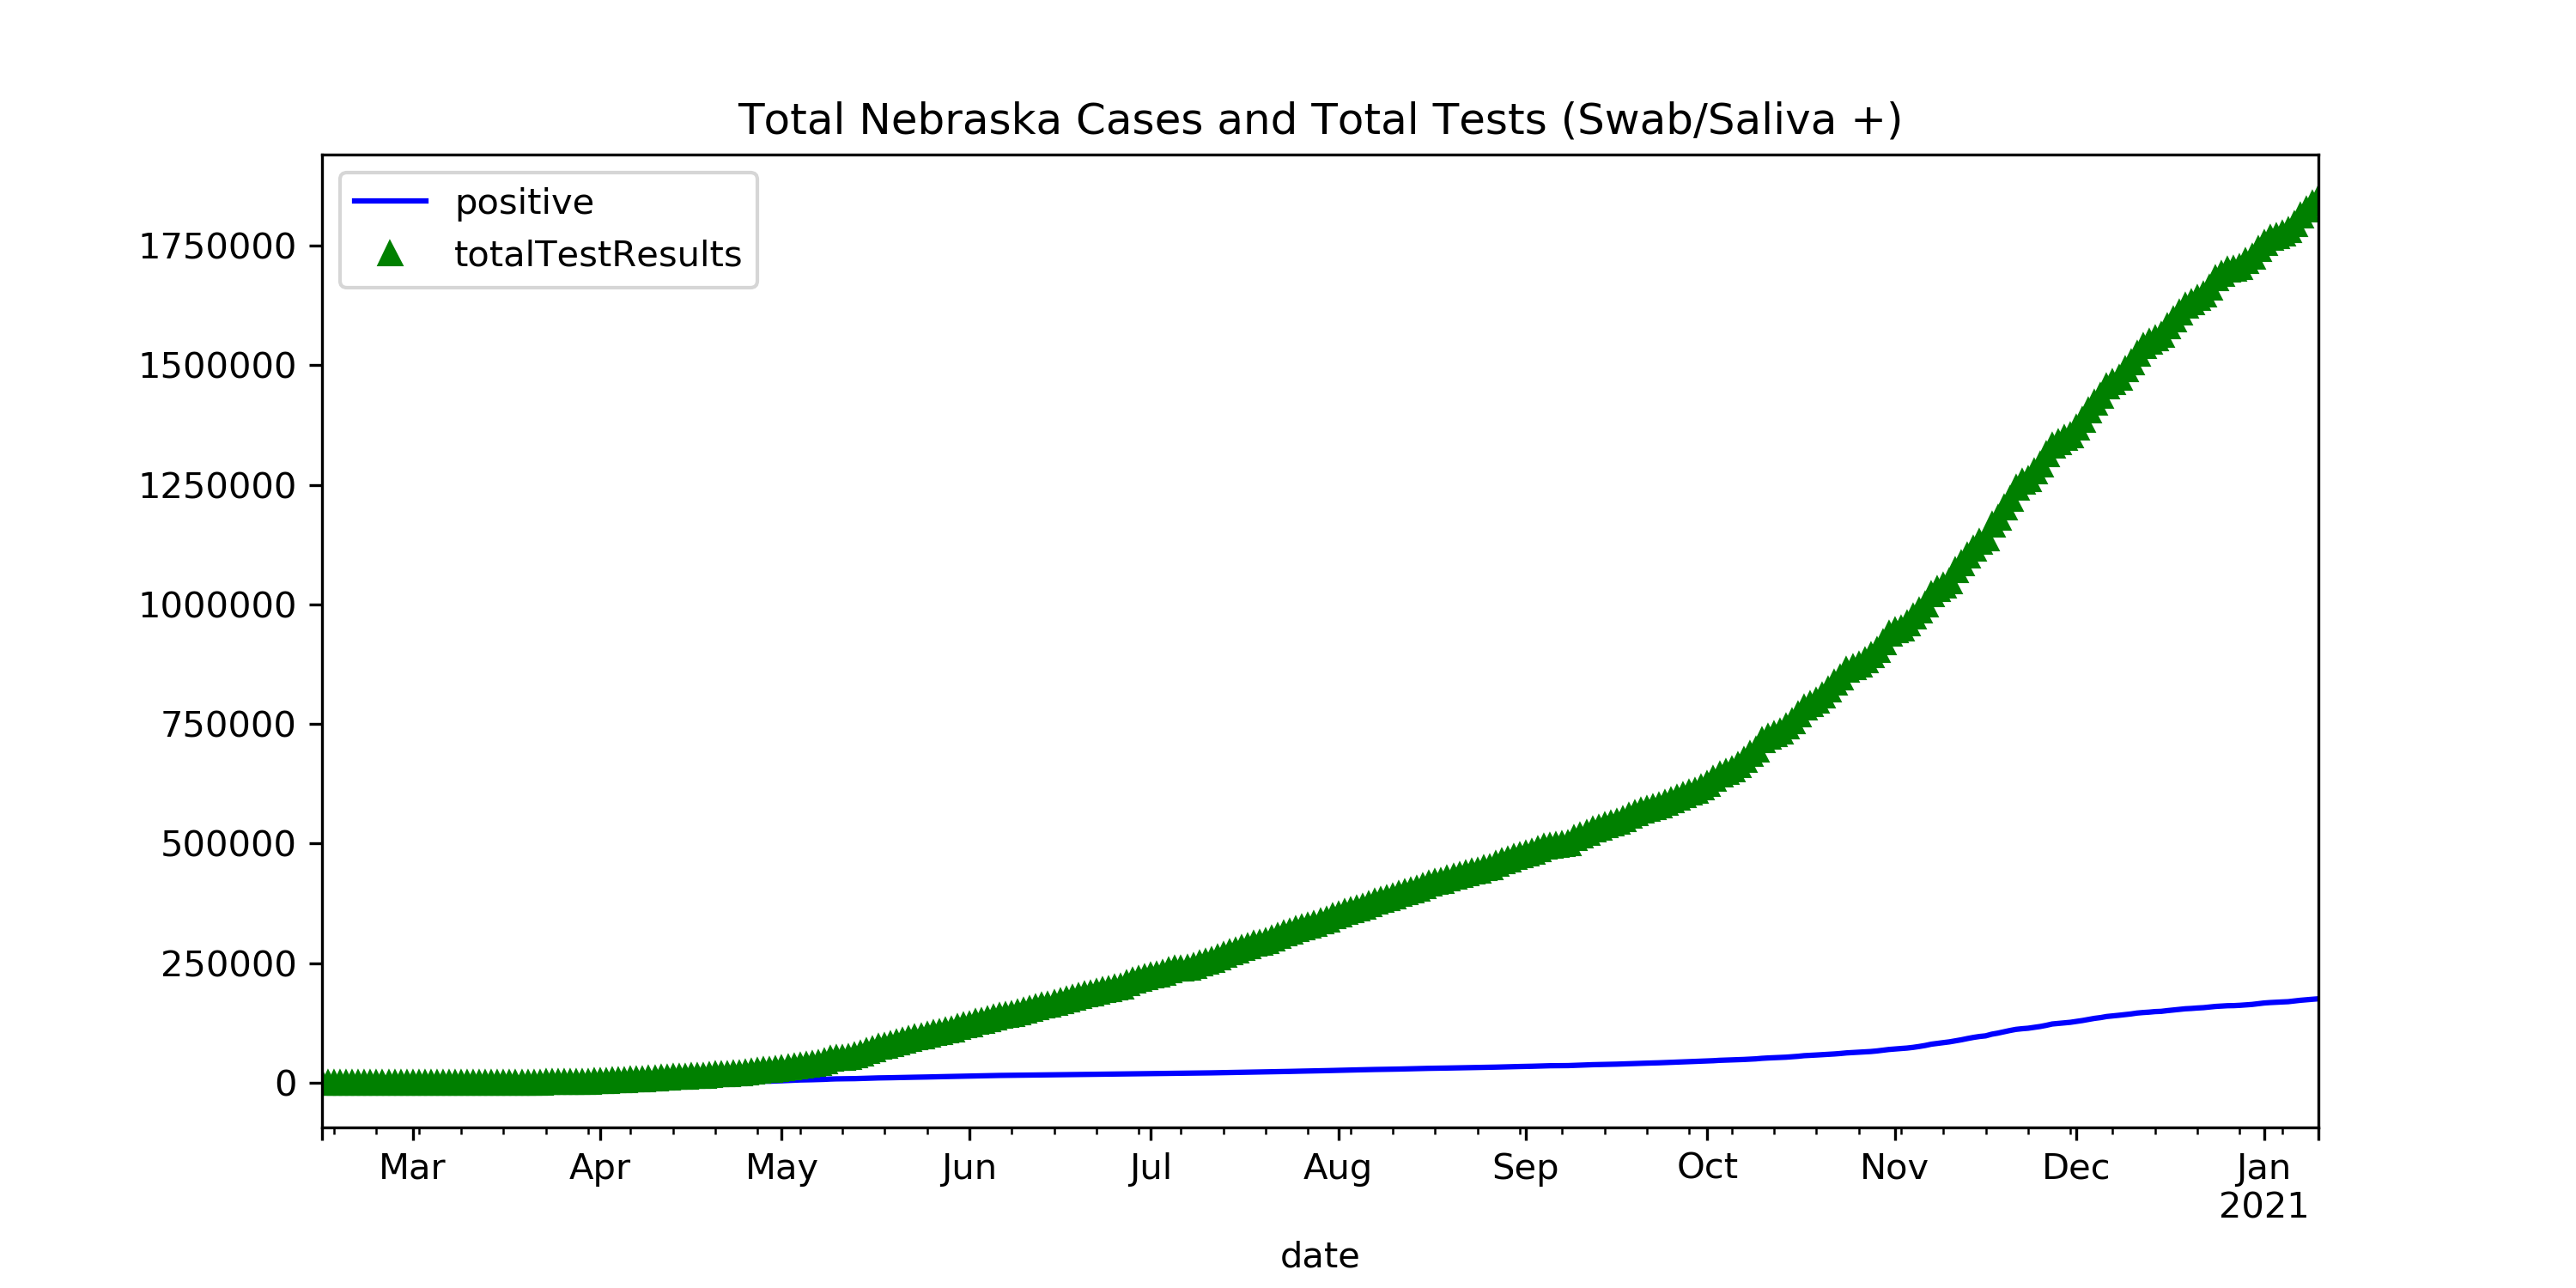 Total Nebraska Cases and Total Tests (Swab/Saliva +)
positive
totalTestResults
1750000
1500000
1250000
1000000
750000
500000
250000
0
Mar Apr May Jun Jul Aug Sep Oct Nov Dec Jan
2021
date